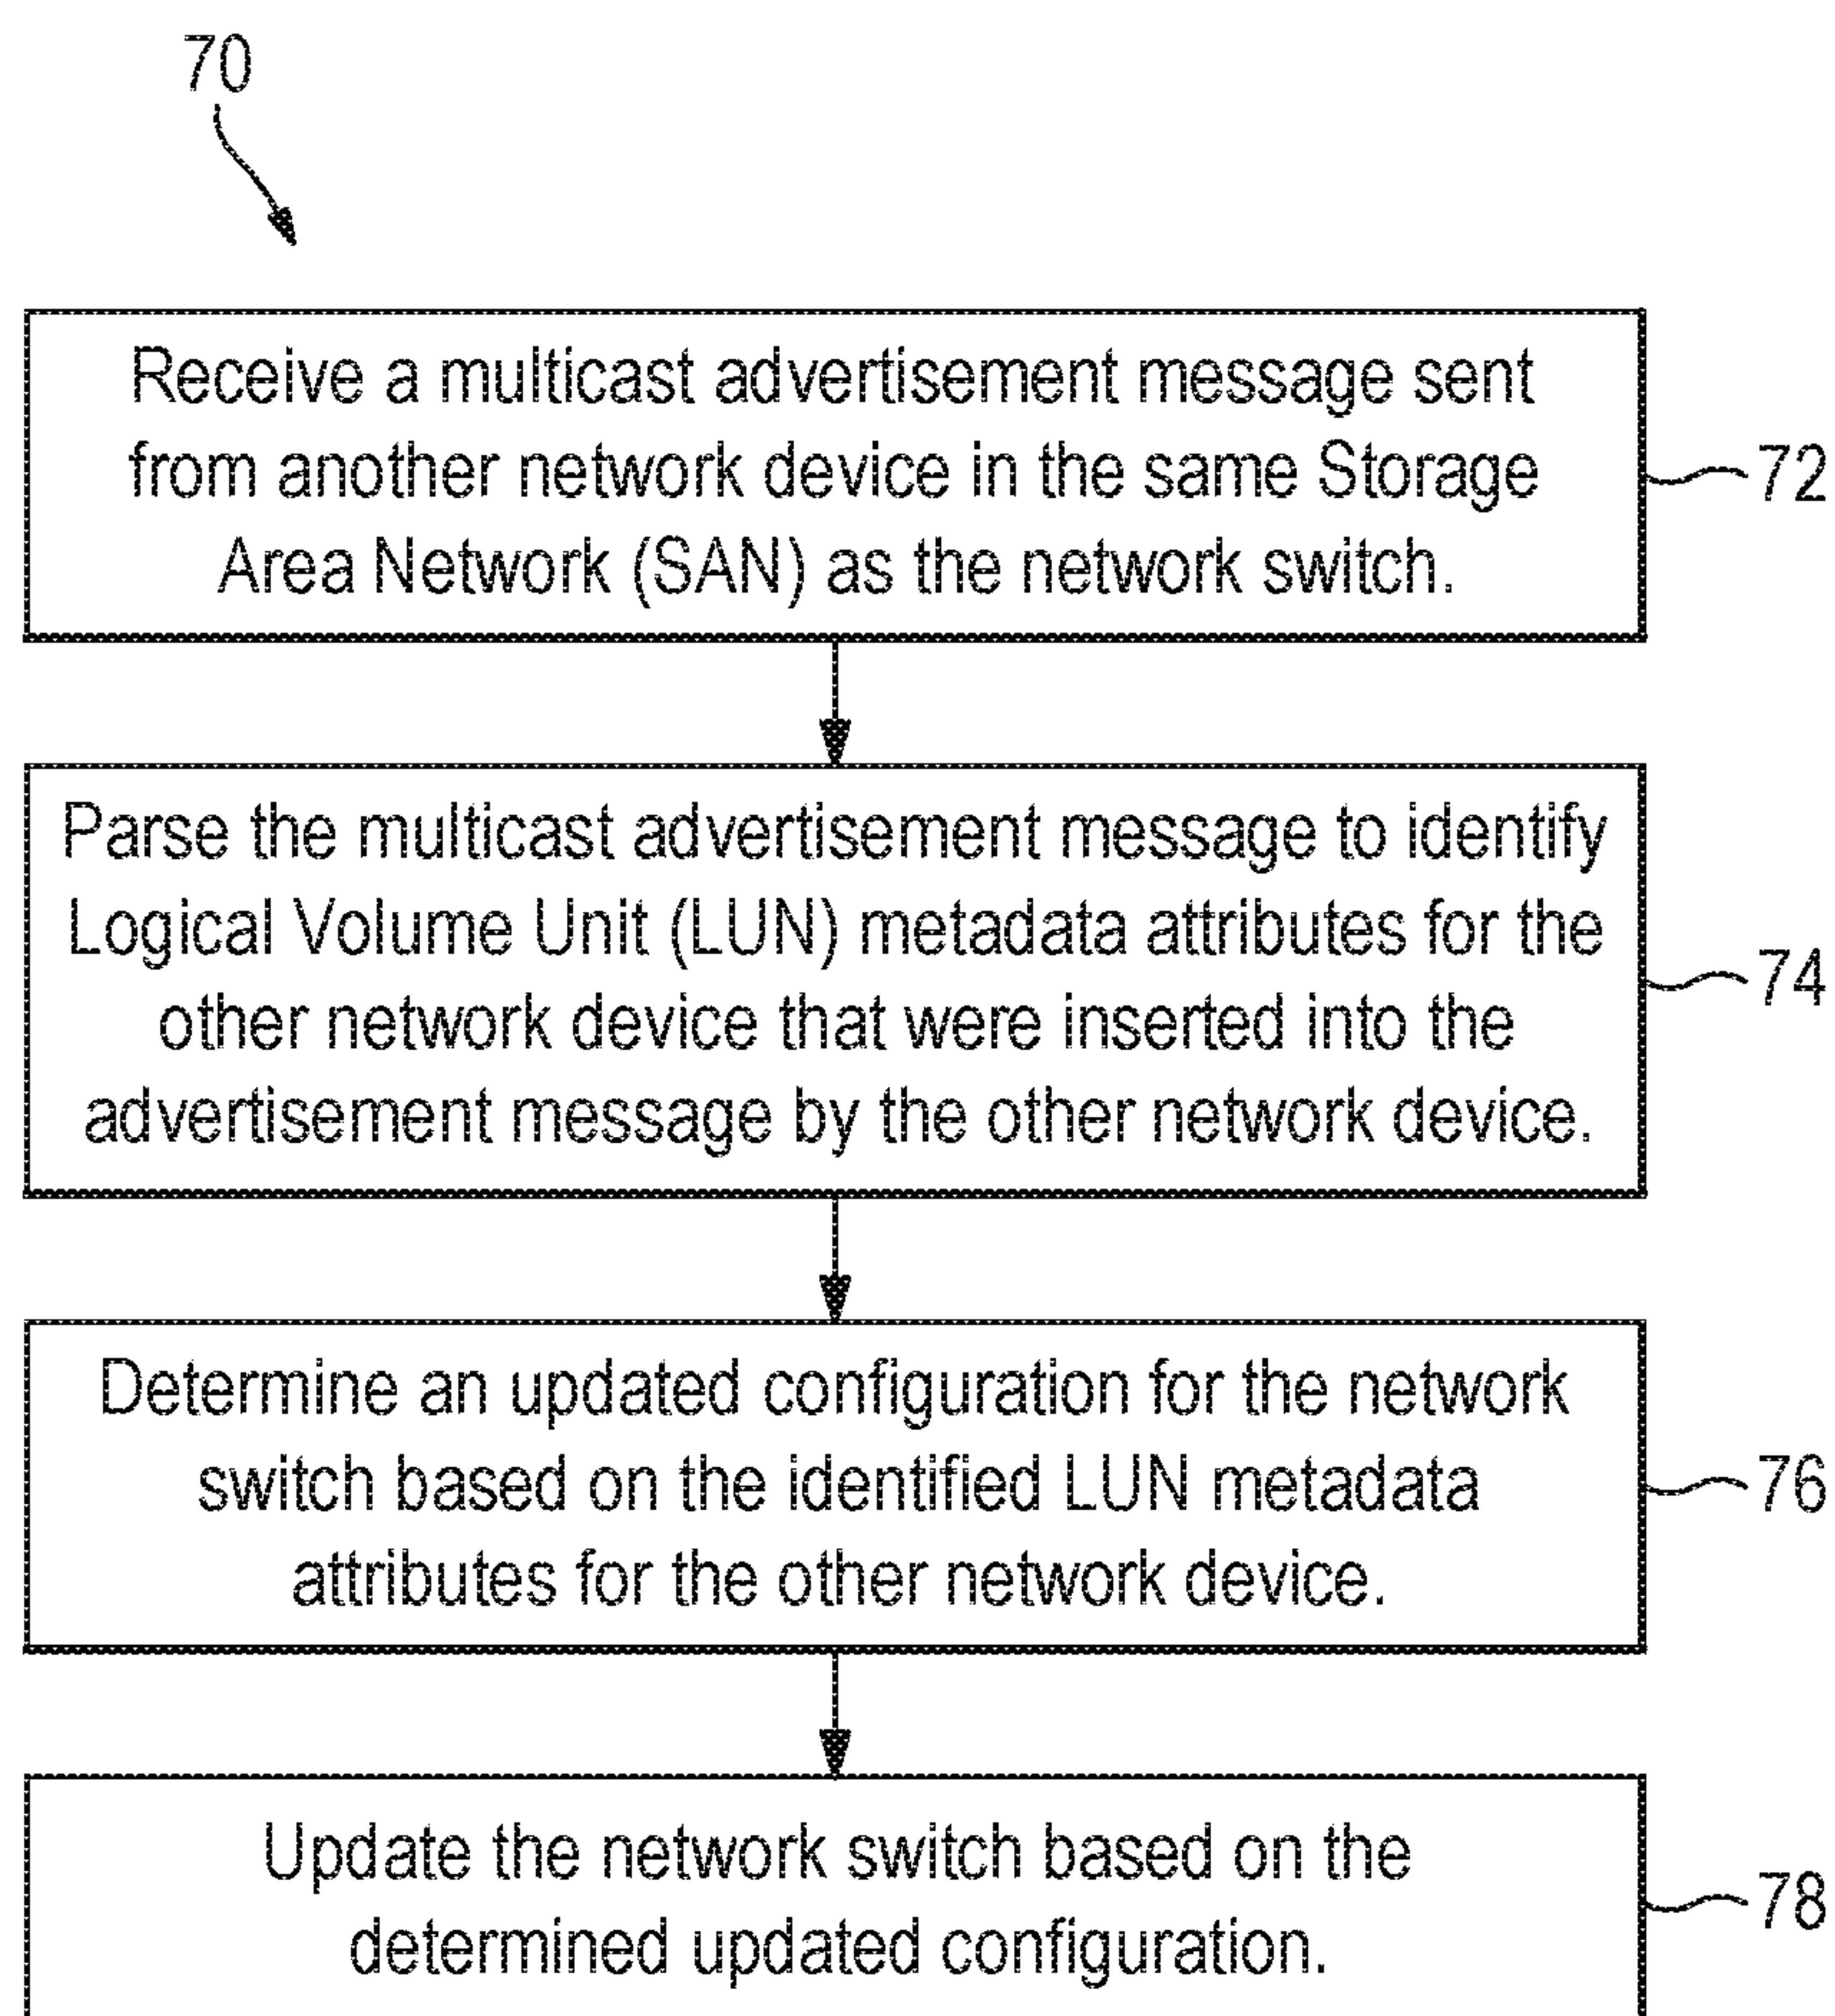 70
Receive a multicast advertisement message sent
from another network device in the same Storage
Area Network (SAN) as the network switch.
72
Parse the multicast advertisement message to identify
Logical Volume Unit (LUN) metadata attributes for the
other network device that were inserted into the
advertisement message by the other network device.
74
Determine an updated configuration for the network
switch based on the identified LUN metadata
attributes for the other network device.
76
Update the network switch based on the
determined updated configuration.
78